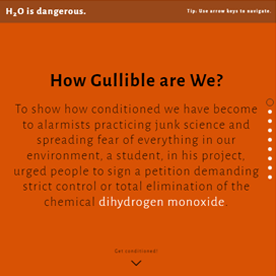 H₂O is dangerous.
Tip: Use arrow keys to navigate.
How Gullible are We?
To show how conditioned we have become
to alarmists practicing junk science and
spreading fear of everything in our
environment, a student, in his project,
urged people to sign a petition demanding
strict control or total elimination of the
chemical dihydrogen monoxide.
Get conditioned!